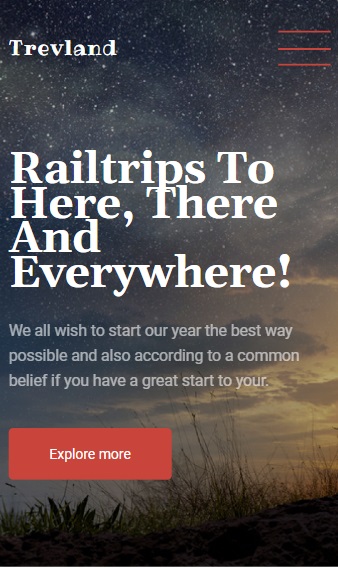 Trevland
Railtrips To
Here, There
And
Everywhere!
We all wish to start our year the best way
possible and also according to a common
belief if you have a great start to your.
Explore more